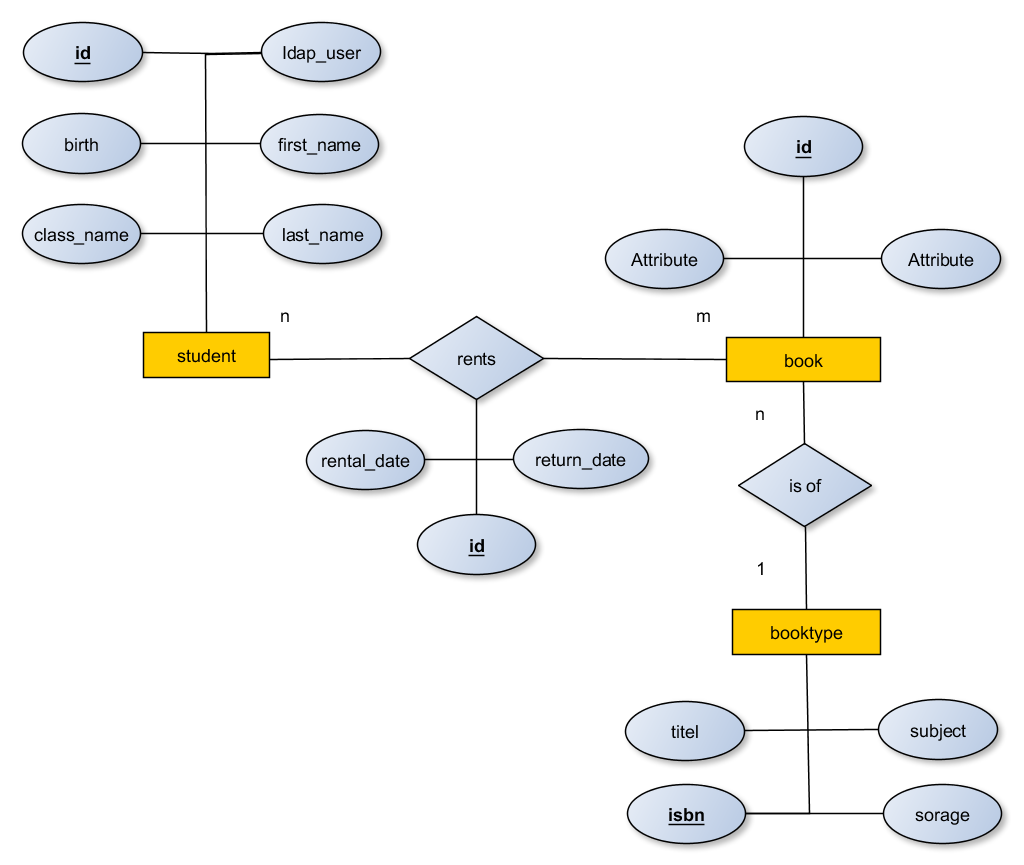 id
ldap_user
birth
first_name
class_name
last_name
id
Attribute
Attribute
n
m
student
rents
book
n
rental_date
return_date
is of
id
1
booktype
titel
subject
isbn
sorage